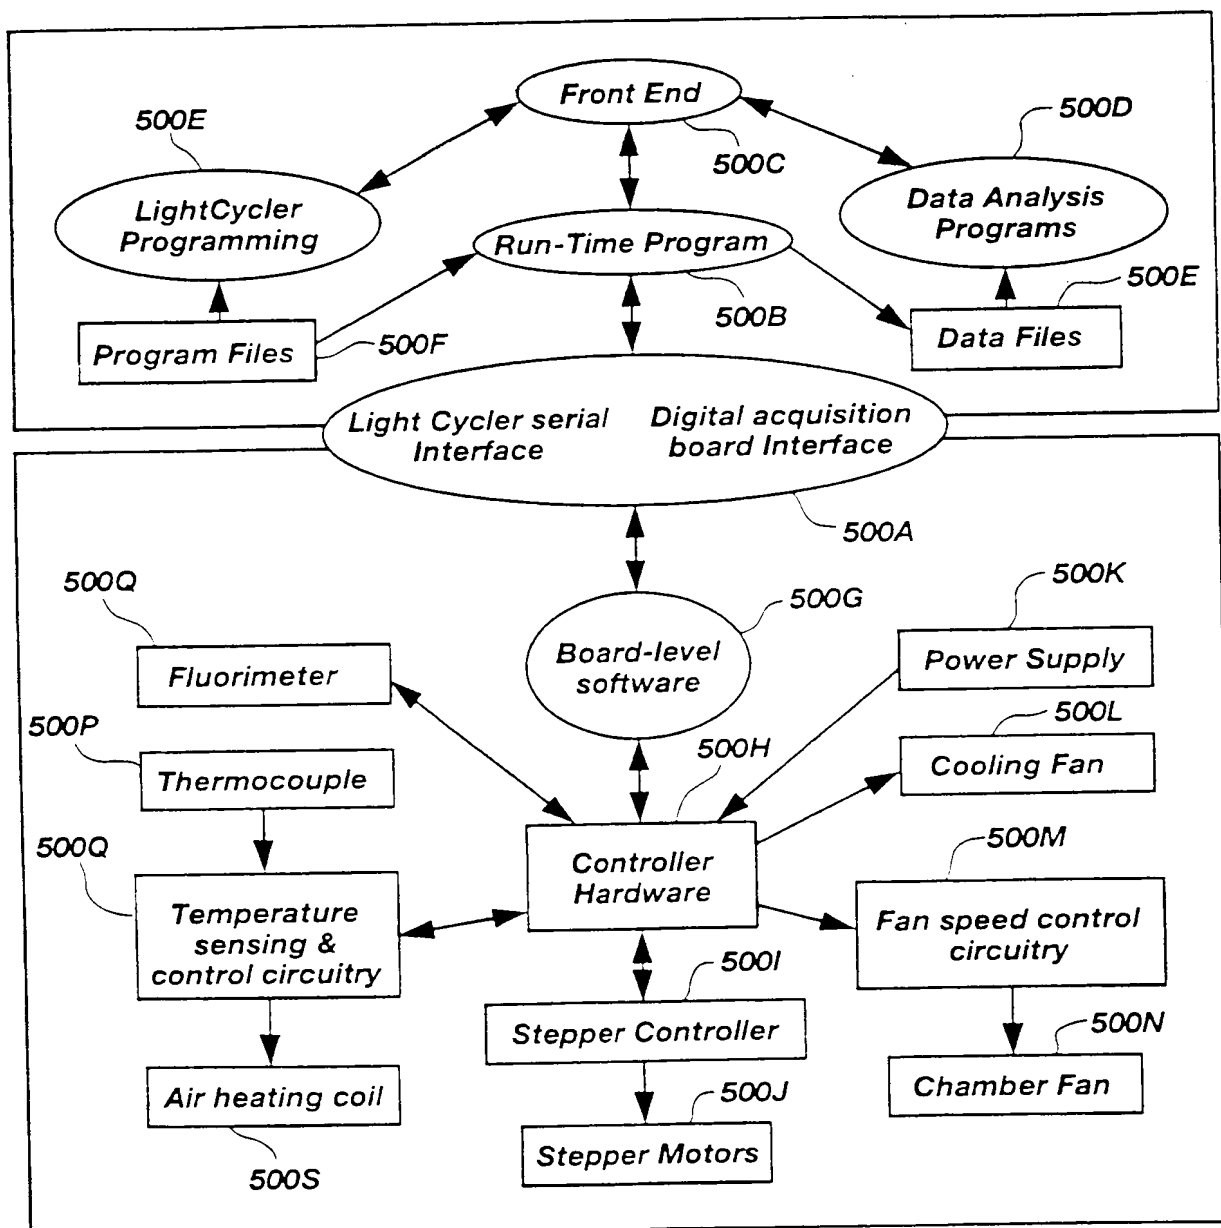 Front End
500E
500D
500C
LightCycler
Programming
Data Analysis
Programs
Run-Time Program
500E
500B
Program Files
500F
Data Files
Light Cycler serial
Interface
Digital acquisition
board Interface
500A
500Q
500G
500K
Fluorimeter
Board-level
software
Power Supply
500P
500L
500H
Thermocouple
Cooling Fan
500Q
500M
Controller
Hardware
Temperature
sensing &
control circuitry
Fan speed control
circuitry
500I
Stepper Controller
500N
Air heating coil
Chamber Fan
500J
Stepper Motors
500S